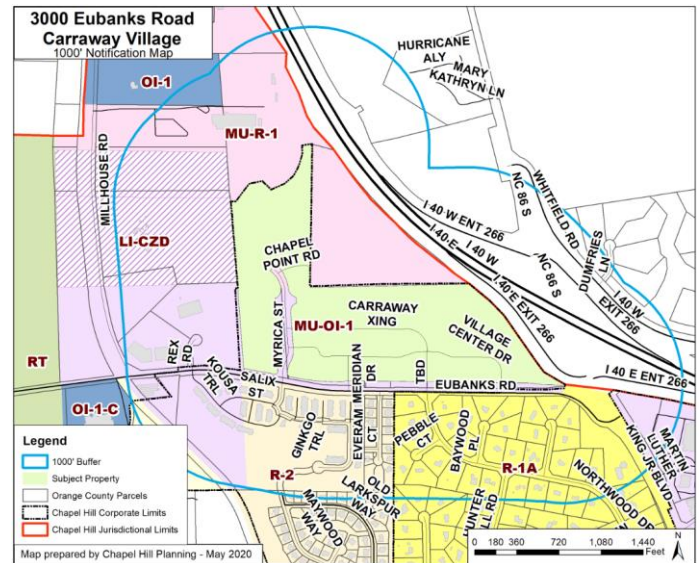 3000 Eubanks Road
Carraway Village
1000' Notification Map
OI-1
HURRICANE
ALY
MARY
KATHRYN LN
MU-R-1
MILLHOUSE RD
WHITFIELD RD
NC 86 S
I 40 W ENT 266
DUMFRIES
LN
I 40 E
I 40 W
LI-CZD
CHAPEL
POINT RD
NC 86 S
I 40 W
EXIT 266
I 40 E EXIT 266
CARRAWAY
XING
VILLAGE
CENTER DR
MU-OI-1
MYRICA ST
RT
REX
RD
KOUSA
TRL
SALIX
ST
EVERAM
MERIDIAN
DR
CT
TBD
I 40 E ENT 266
EUBANKS RD
OI-1-C
GINKGO
TRL
PEBBLE
CT
BAYWOOD
PL
MARTIN
LUTHER
KING JR BLVD
R-2
R-1A
OLD
LARKSPUR
WAY
MAYWOOD
WAY
HUNTER
NORTHWOOD DR
Legend
1000' Buffer
Subject Property
Orange County Parcels
Chapel Hill Corporate Limits
Chapel Hill Jurisdictional Limits
Map prepared by Chapel Hill Planning - May 2020
0 180 360 720 1,080 1,440
Feet
N